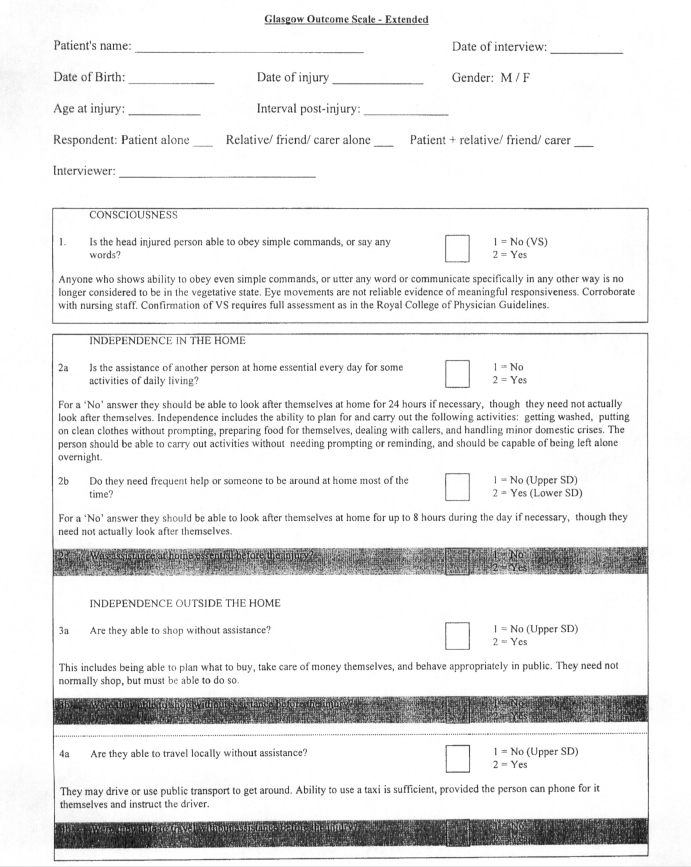 Glasgow Outcome Scale - Extended
Patient's name: ____ Date of interview: ____
Date of Birth: ____ Date of injury ____ Gender: M / F
Age at injury: ____ Interval post-injury: ____
Respondent: Patient alone ___ Relative/ friend/ carer alone ___ Patient + relative/ friend/ carer ___
Interviewer: ____
CONSCIOUSNESS
1. Is the head injured person able to obey simple commands, or say any 1 = No (VS)
words? 2 = Yes
Anyone who shows ability to obey even simple commands, or utter any word or communicate specifically in any other way is no
longer considered to be in the vegetative state. Eye movements are not reliable evidence of meaningful responsiveness. Corroborate
with nursing staff. Confirmation of VS requires full assessment as in the Royal College of Physician Guidelines.
INDEPENDENCE IN THE HOME
2a Is the assistance of another person at home essential every day for some 1 = No
activities of daily living? 2 = Yes
For a 'No' answer they should be able to look after themselves at home for 24 hours if necessary, though they need not actually
look after themselves. Independence includes the ability to plan for and carry out the following activities: getting washed, putting
on clean clothes without prompting, preparing food for themselves, dealing with callers, and handling minor domestic crises. The
person should be able to carry out activities without needing prompting or reminding, and should be capable of being left alone
overnight.
2b Do they need frequent help or someone to be around at home most of the 1 = No (Upper SD)
time? 2 = Yes (Lower SD)
For a 'No' answer they should be able to look after themselves at home for up to 8 hours during the day if necessary, though they
need not actually look after themselves.
Was assistance at home essential before the injury? 1 = No
2 = Yes
INDEPENDENCE OUTSIDE THE HOME
3a Are they able to shop without assistance? 1 = No (Upper SD)
2 = Yes
This includes being able to plan what to buy, take care of money themselves, and behave appropriately in public. They need not
normally shop, but must be able to do so.
able to shop without assistance before the injury
4a Are they able to travel locally without assistance? 1 = No (Upper SD)
2 = Yes
They may drive or use public transport to get around. Ability to use a taxi is sufficient, provided the person can phone for it
themselves and instruct the driver.
Were they able to travel without assistance before the injury